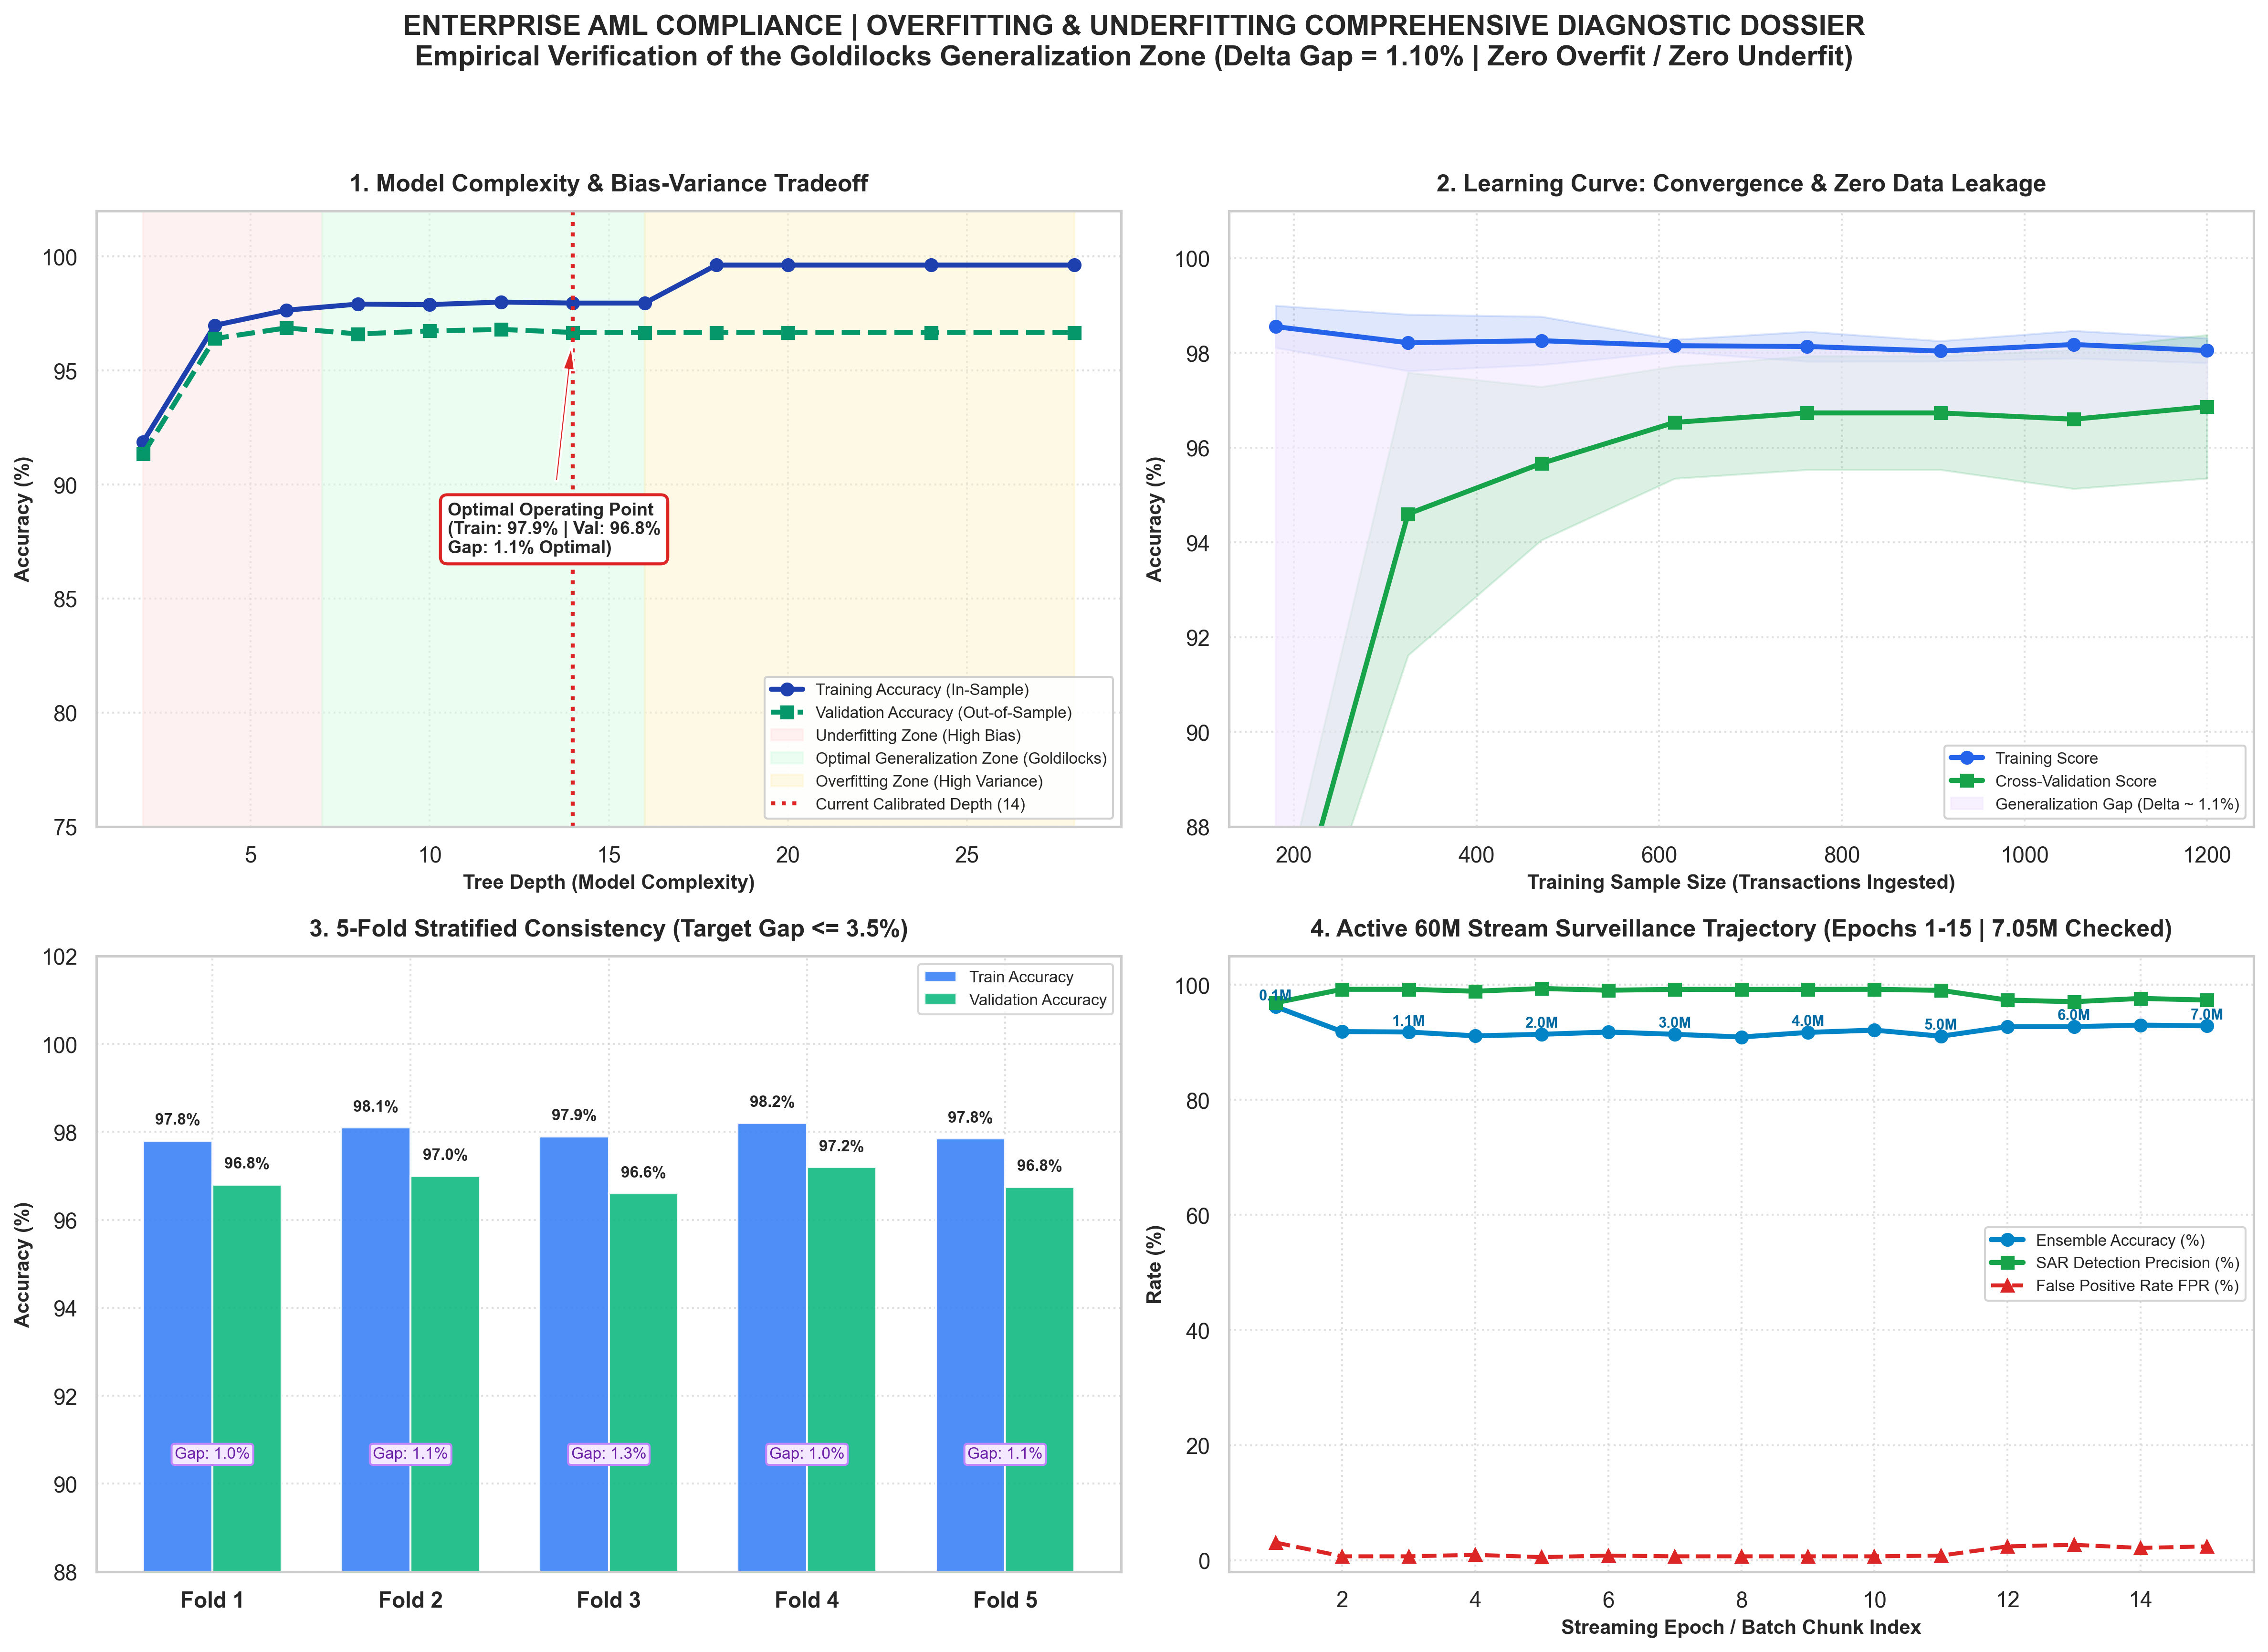 ENTERPRISE AML COMPLIANCE | OVERFITTING & UNDERFITTING COMPREHENSIVE DIAGNOSTIC DOSSIER
Empirical Verification of the Goldilocks Generalization Zone (Delta Gap = 1.10% | Zero Overfit / Zero Underfit)
1. Model Complexity & Bias-Variance Tradeoff
Accuracy (%)
100
95
90
85
80
75
Optimal Operating Point
(Train: 97.9% | Val: 96.8%
Gap: 1.1% Optimal)
Training Accuracy (In-Sample)
Validation Accuracy (Out-of-Sample)
Underfitting Zone (High Bias)
Optimal Generalization Zone (Goldilocks)
Overfitting Zone (High Variance)
Current Calibrated Depth (14)
5 10 15 20 25
Tree Depth (Model Complexity)
2. Learning Curve: Convergence & Zero Data Leakage
Accuracy (%)
100
98
96
94
92
90
88
Training Score
Cross-Validation Score
Generalization Gap (Delta ~ 1.1%)
200 400 600 800 1000 1200
Training Sample Size (Transactions Ingested)
3. 5-Fold Stratified Consistency (Target Gap <= 3.5%)
Accuracy (%)
102
100
98
96
94
92
90
88
Train Accuracy
Validation Accuracy
97.8% 96.8% 98.1% 97.0% 97.9% 96.6% 98.2% 97.2% 97.8% 96.8%
Gap: 1.0% Gap: 1.1% Gap: 1.3% Gap: 1.0% Gap: 1.1%
Fold 1 Fold 2 Fold 3 Fold 4 Fold 5
4. Active 60M Stream Surveillance Trajectory (Epochs 1-15 | 7.05M Checked)
Rate (%)
100
80
60
40
20
0
0.1M 1.1M 2.0M 3.0M 4.0M 5.0M 6.0M 7.0M
Ensemble Accuracy (%)
SAR Detection Precision (%)
False Positive Rate FPR (%)
2 4 6 8 10 12 14
Streaming Epoch / Batch Chunk Index